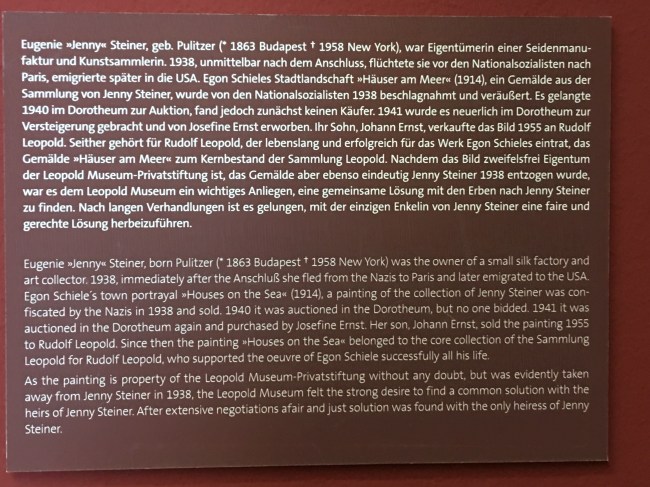 Eugenie »Jenny« Steiner, geb. Pulitzer (* 1863 Budapest † 1958 New York), war Eigentümerin einer Seidenmanu-
faktur und Kunstsammlerin. 1938, unmittelbar nach dem Anschluss, flüchtete sie vor den Nationalsozialisten nach
Paris, emigrierte später in die USA. Egon Schieles Stadtlandschaft »Häuser am Meer« (1914), ein Gemälde aus der
Sammlung von Jenny Steiner, wurde von den Nationalsozialisten 1938 beschlagnahmt und veräußert. Es gelangte
1940 im Dorotheum zur Auktion, fand jedoch zunächst keinen Käufer. 1941 wurde es neuerlich im Dorotheum zur
Versteigerung gebracht und von Josefine Ernst erworben. Ihr Sohn, Johann Ernst, verkaufte das Bild 1955 an Rudolf
Leopold. Seither gehört für Rudolf Leopold, der lebenslang und erfolgreich für das Werk Egon Schieles eintrat, das
Gemälde »Häuser am Meer« zum Kernbestand der Sammlung Leopold. Nachdem das Bild zweifelsfrei Eigentum
der Leopold Museum-Privatstiftung ist, das Gemälde aber ebenso eindeutig Jenny Steiner 1938 entzogen wurde,
war es dem Leopold Museum ein wichtiges Anliegen, eine gemeinsame Lösung mit den Erben nach Jenny Steiner
zu finden. Nach langen Verhandlungen ist es gelungen, mit der einzigen Enkelin von Jenny Steiner eine faire und
gerechte Lösung herbeizuführen.
Eugenie »Jenny« Steiner, born Pulitzer (* 1863 Budapest † 1958 New York) was the owner of a small silk factory and
art collector. 1938, immediately after the Anschluß she fled from the Nazis to Paris and later emigrated to the USA.
Egon Schiele´s town portrayal »Houses on the Sea« (1914), a painting of the collection of Jenny Steiner was con-
fiscated by the Nazis in 1938 and sold. 1940 it was auctioned in the Dorotheum, but no one bidded. 1941 it was
auctioned in the Dorotheum again and purchased by Josefine Ernst. Her son, Johann Ernst, sold the painting 1955
to Rudolf Leopold. Since then the painting »Houses on the Sea« belonged to the core collection of the Sammlung
Leopold for Rudolf Leopold, who supported the oeuvre of Egon Schiele successfully all his life.
As the painting is property of the Leopold Museum-Privatstiftung without any doubt, but was evidently taken
away from Jenny Steiner in 1938, the Leopold Museum felt the strong desire to find a common solution with the
heirs of Jenny Steiner. After extensive negotiations afair and just solution was found with the only heiress of Jenny
Steiner.